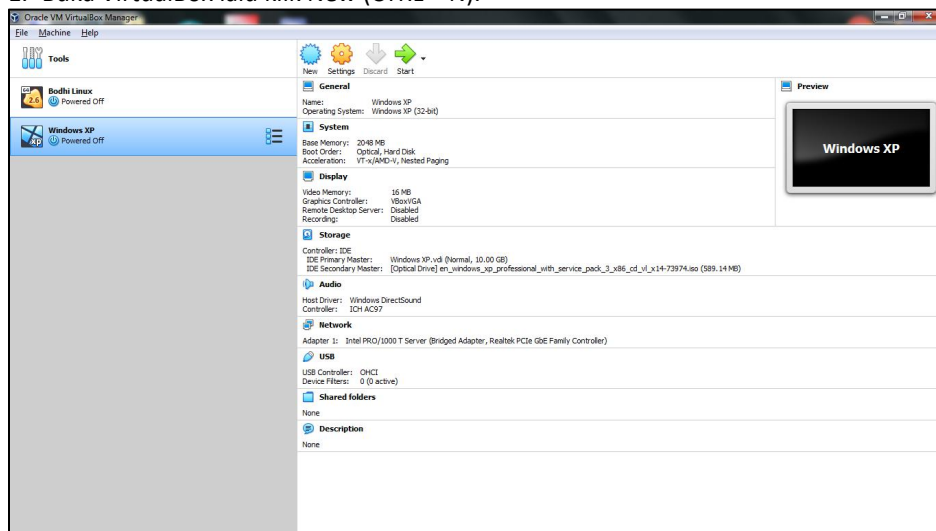 Oracle VM VirtualBox Manager
File Machine Help
Tools
New Settings Discard Start
Bodhi Linux
Powered Off
Windows XP
Powered Off
General
Name: Windows XP
Operating System: Windows XP (32-bit)
System
Base Memory: 2048 MB
Boot Order: Optical, Hard Disk
Acceleration: VT-x/AMD-V, Nested Paging
Display
Video Memory: 16 MB
Graphics Controller: VBoxVGA
Remote Desktop Server: Disabled
Recording: Disabled
Storage
Controller: IDE
IDE Primary Master: Windows XP.vdi (Normal, 10.00 GB)
IDE Secondary Master: [Optical Drive] en_windows_xp_professional_with_service_pack_3_x86_cd_vl_x14-73974.iso (589.14 MB)
Audio
Host Driver: Windows DirectSound
Controller: ICH AC97
Network
Adapter 1: Intel PRO/1000 T Server (Bridged Adapter, Realtek PCIe GbE Family Controller)
USB
USB Controller: OHCI
Device Filters: 0 (0 active)
Shared folders
None
Description
None
Preview
Windows XP